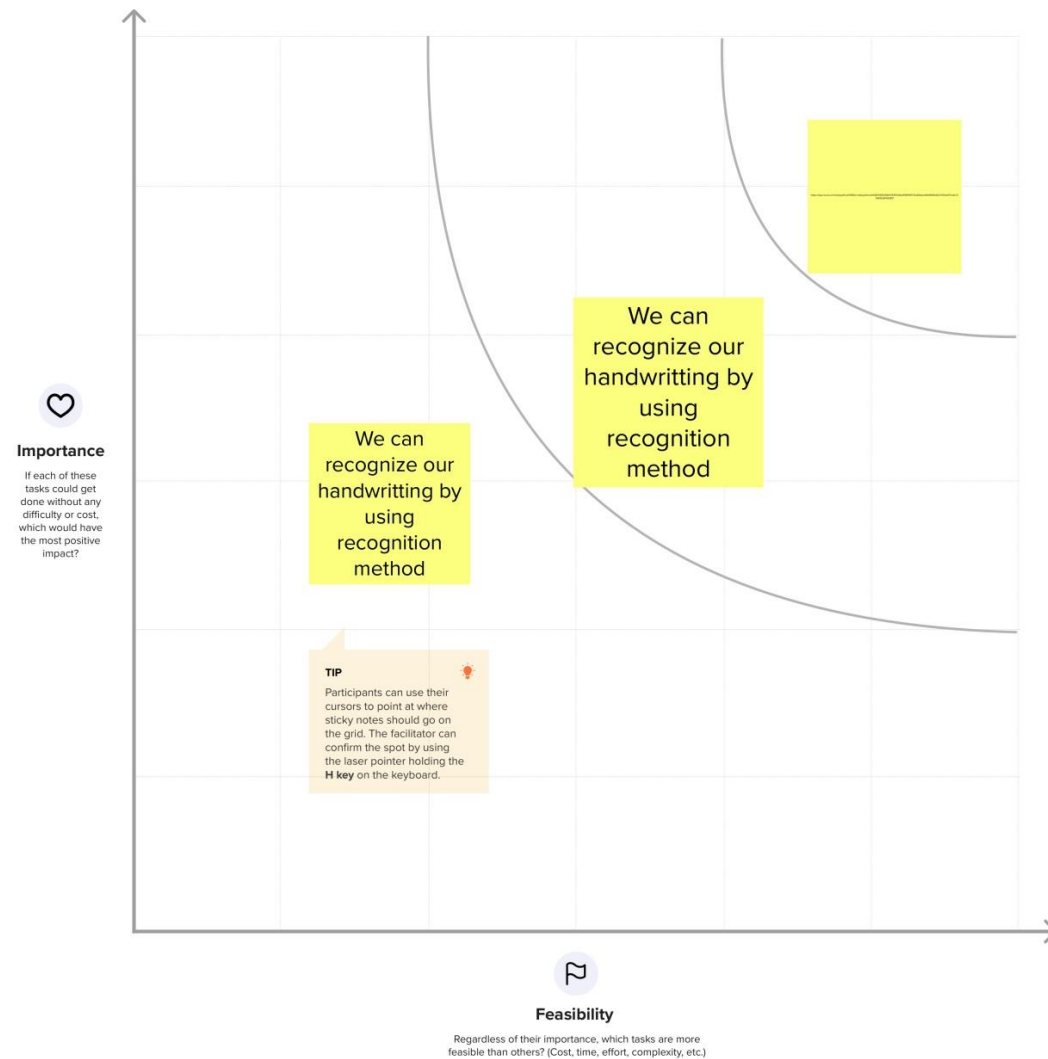 We can
recognize our
handwritting by
using
recognition
method
Importance
If each of these
tasks could get
done without any
difficulty or cost,
which would have
the most positive
impact?
We can
recognize our
handwritting by
using
recognition
method
TIP
Participants can use their
cursors to point at where
sticky notes should go on
the grid. The facilitator can
confirm the spot by using
the laser pointer holding the
H key on the keyboard.
Feasibility
Regardless of their importance, which tasks are more
feasible than others? (Cost, time, effort, complexity, etc.)